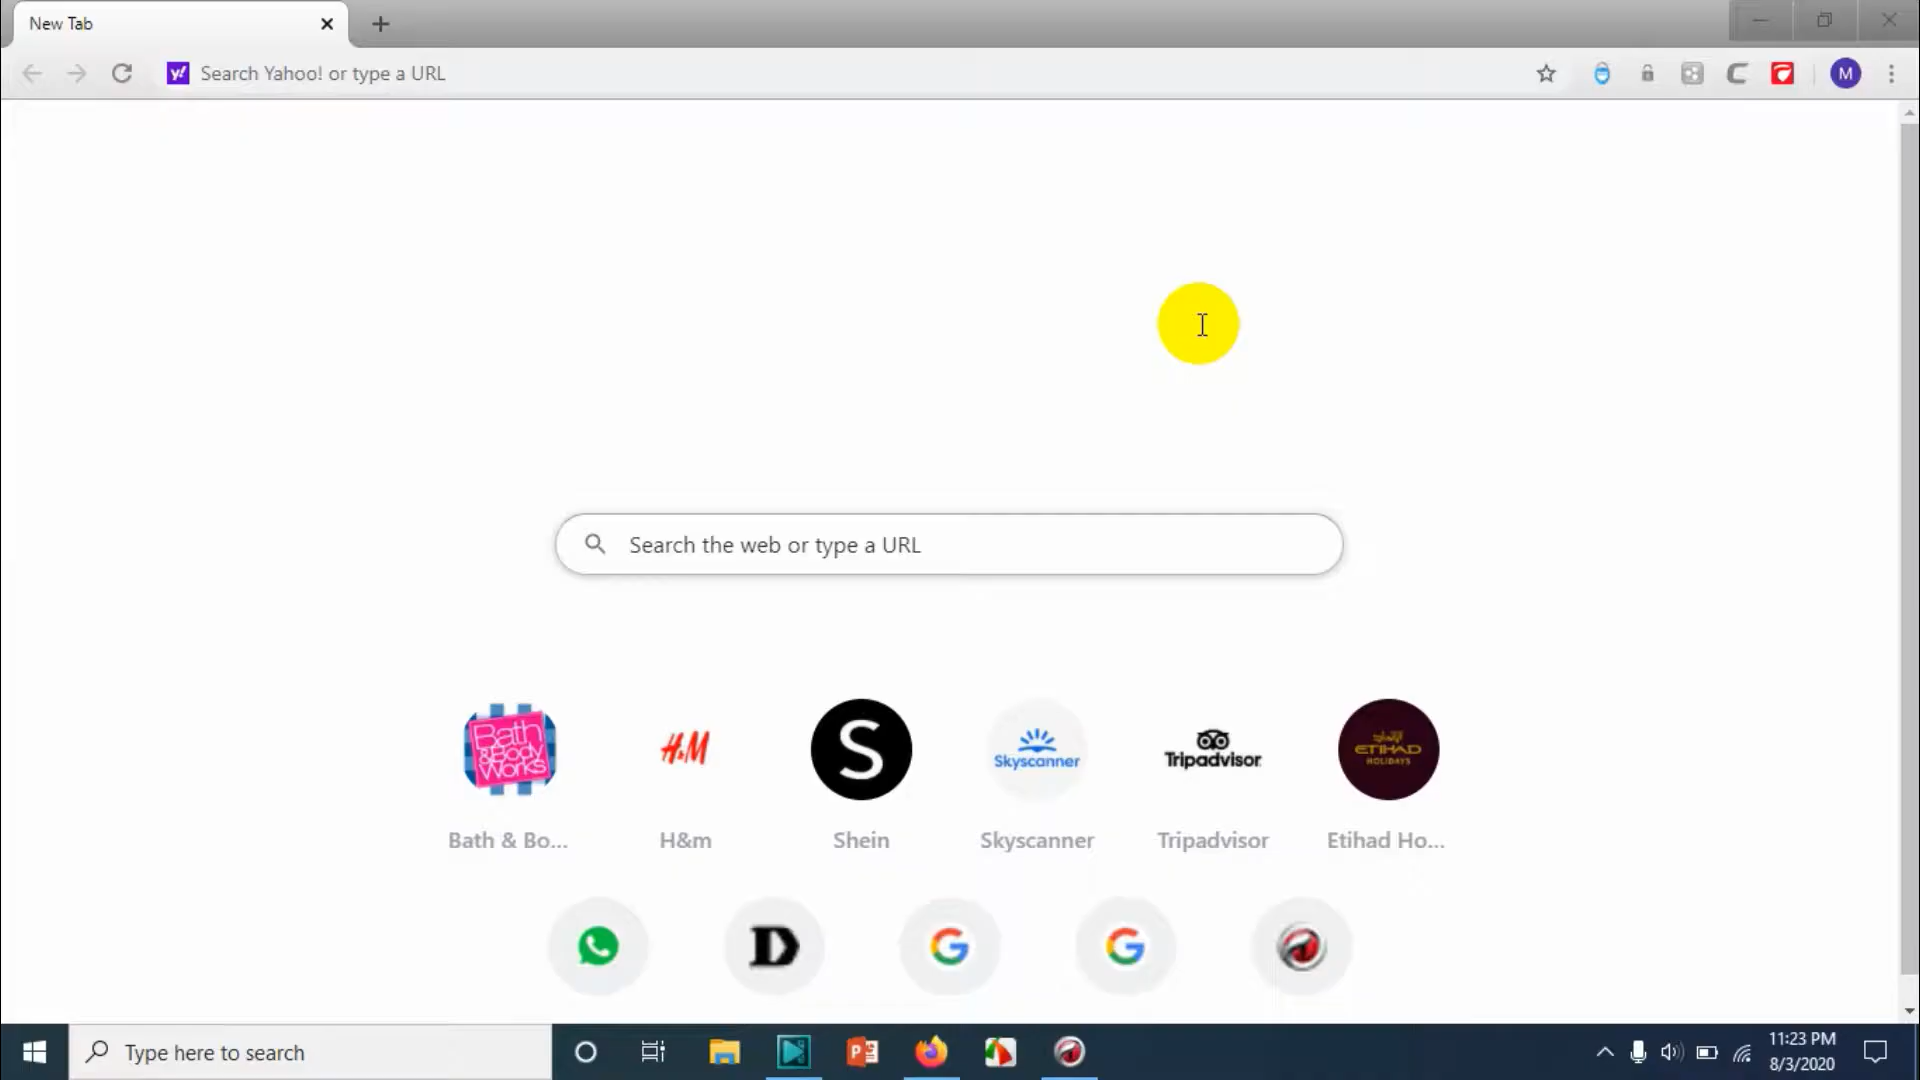 New Tab
y! Search Yahoo! or type a URL
M
Search the web or type a URL
Bath & Body Works
H&M
S
Skyscanner
Tripadvisor
ETIHAD HOLIDAYS
Bath & Bo...
H&m
Shein
Skyscanner
Tripadvisor
Etihad Ho...
D
G
G
Type here to search
11:23 PM
8/3/2020